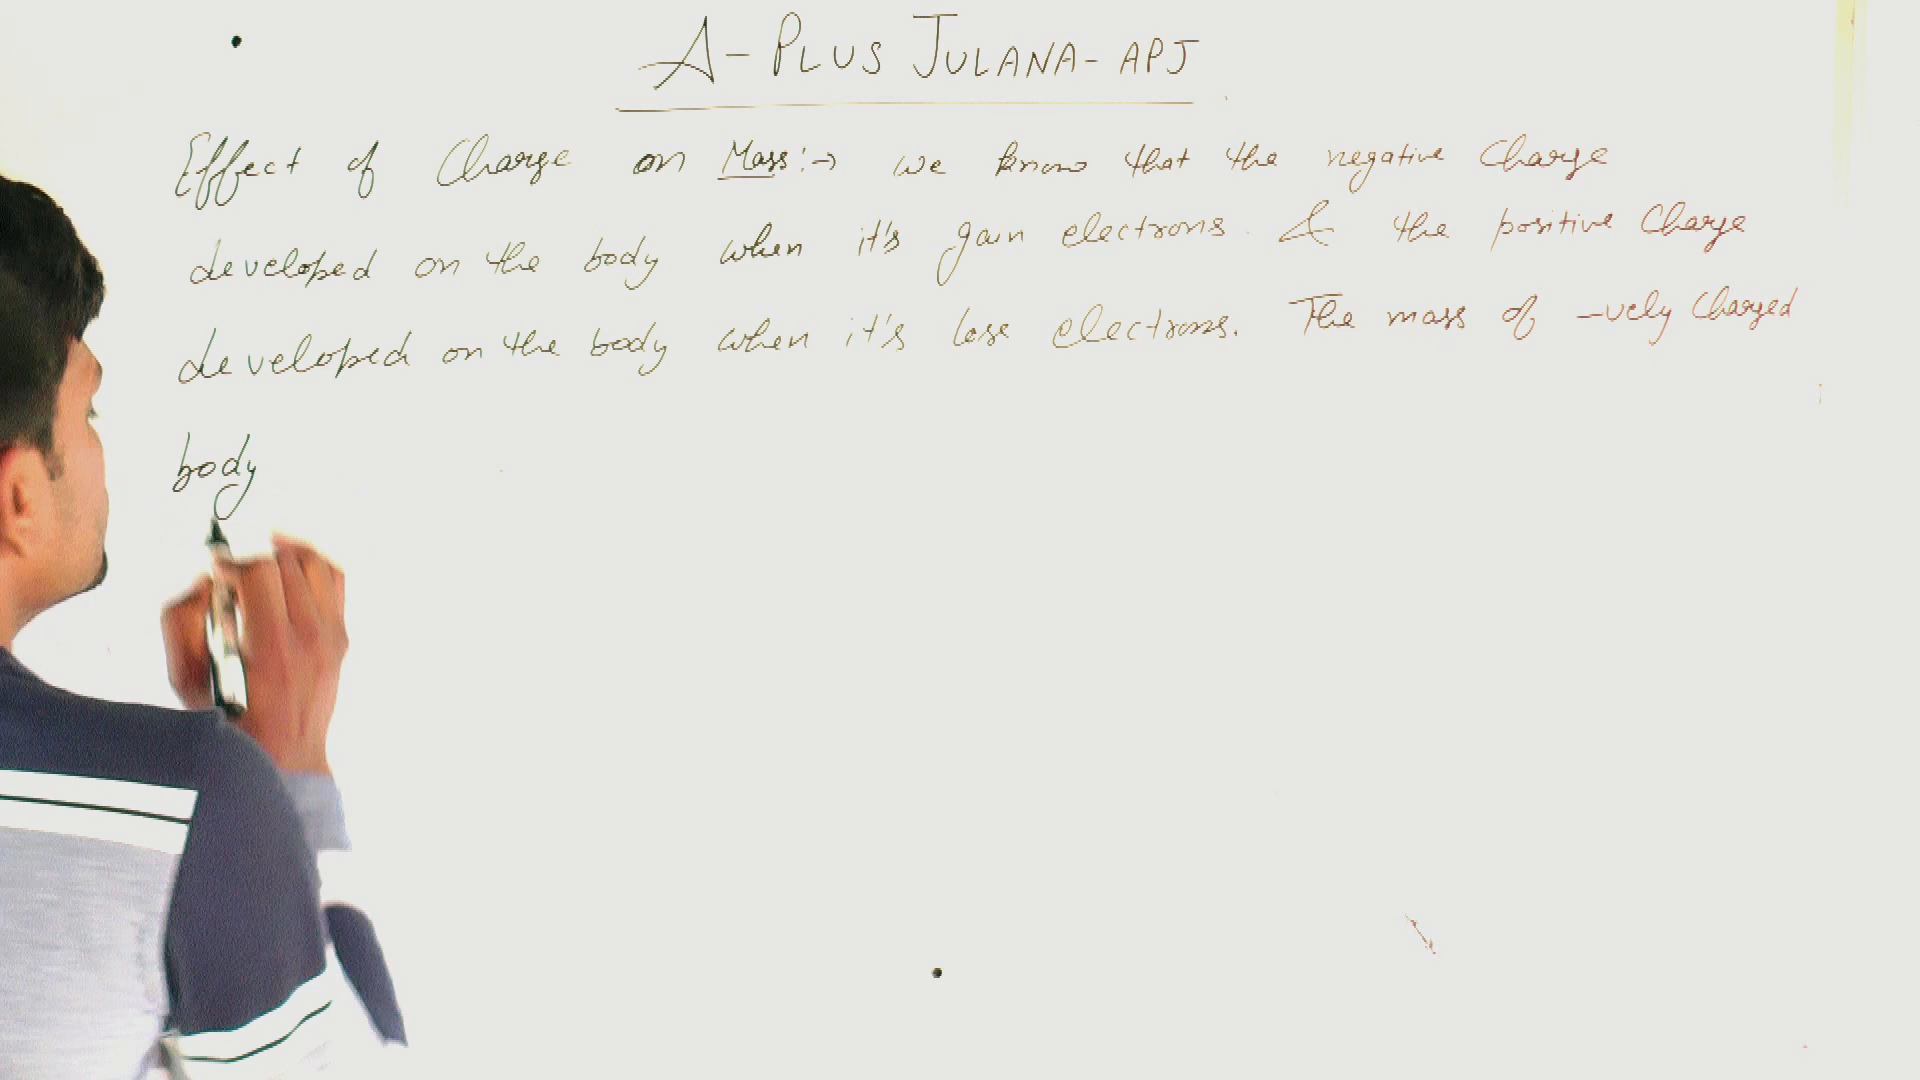 A-PLUS JULANA-APJ
Effect of Charge on Mass:→ we know that the negative Charge
developed on the body when it's gain electrons. & the positive Charge
developed on the body when it's lose electrons. The mass of -vely Charged
body